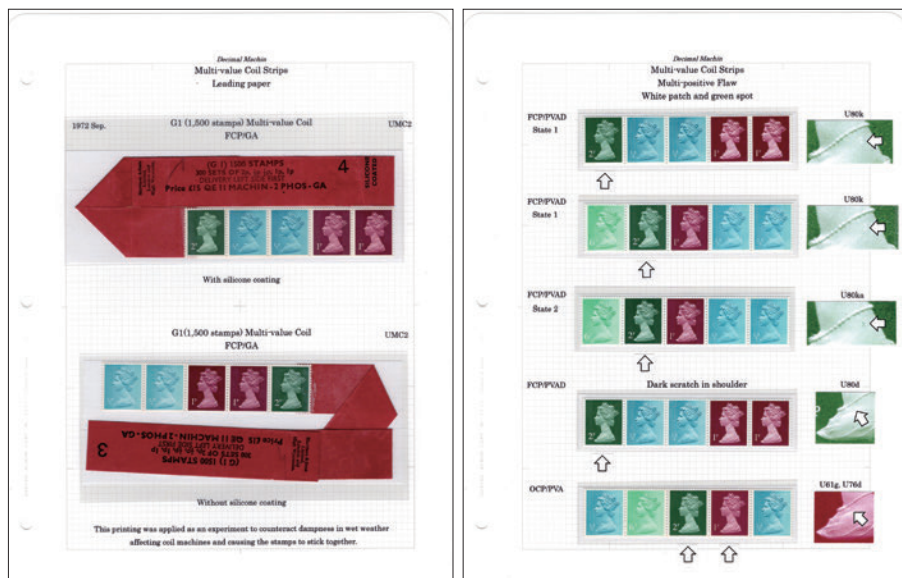 Decimal Machin
Multi-value Coil Strips
Leading paper
1972 Sep.
G1 (1,500 stamps) Multi-value Coil
UMC2
FCP/GA
(G 1) 1500 STAMPS
300 SETS OF 2p, ½p, ½p, 1p, 1p
DELIVERY LEFT SIDE FIRST
Price £15 QE II MACHIN-2 PHOS-GA
4
SILICONE
COATED
With silicone coating
G1(1,500 stamps) Multi-value Coil
UMC2
FCP/GA
3
(G 1) 1500 STAMPS
300 SETS OF 2p, ½p, ½p, 1p, 1p
DELIVERY LEFT SIDE FIRST
Price £15 QE II MACHIN-2 PHOS-GA
Without silicone coating
This printing was applied as an experiment to counteract dampness in wet weather
affecting coil machines and causing the stamps to stick together.
Decimal Machin
Multi-value Coil Strips
Multi-positive Flaw
White patch and green spot
FCP/PVAD
State 1
U80k
FCP/PVAD
State 1
U80k
FCP/PVAD
State 2
U80ka
FCP/PVAD
Dark scratch in shoulder
U80d
OCP/PVA
U61g, U76d